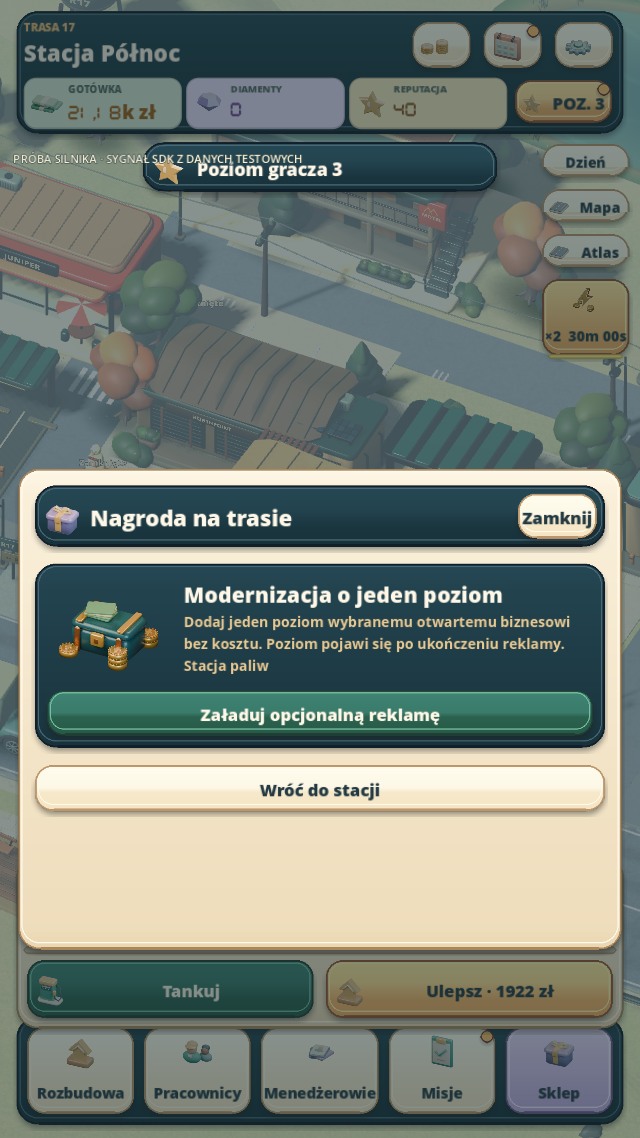 TRASA 17
Stacja Północ
GOTÓWKA
k zł
DIAMENTY
0
REPUTACJA
40
POZ. 3
PRÓBA SILNIKA · SYGNAŁ SDK Z DANYCH TESTOWYCH
Poziom gracza 3
Dzień
Mapa
Atlas
×2 30m 00s
JUNIPER
Nagroda na trasie
Zamknij
Modernizacja o jeden poziom
Dodaj jeden poziom wybranemu otwartemu biznesowi
bez kosztu. Poziom pojawi się po ukończeniu reklamy.
Stacja paliw
Załaduj opcjonalną reklamę
Wróć do stacji
Tankuj
Ulepsz · 1922 zł
Rozbudowa
Pracownicy
Menedżerowie
Misje
Sklep